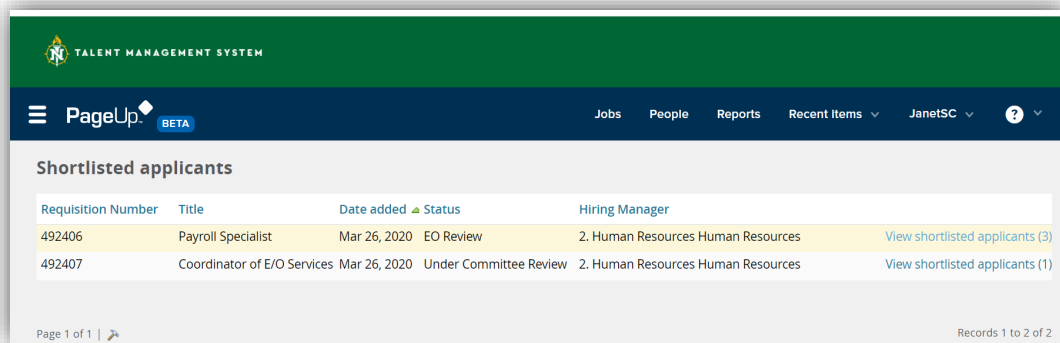 N TALENT MANAGEMENT SYSTEM
PageUp. BETA Jobs People Reports Recent Items JanetSC ?
Shortlisted applicants
Requisition Number Title Date added Status Hiring Manager
492406 Payroll Specialist Mar 26, 2020 EO Review 2. Human Resources Human Resources View shortlisted applicants (3)
492407 Coordinator of E/O Services Mar 26, 2020 Under Committee Review 2. Human Resources Human Resources View shortlisted applicants (1)
Page 1 of 1 | Records 1 to 2 of 2